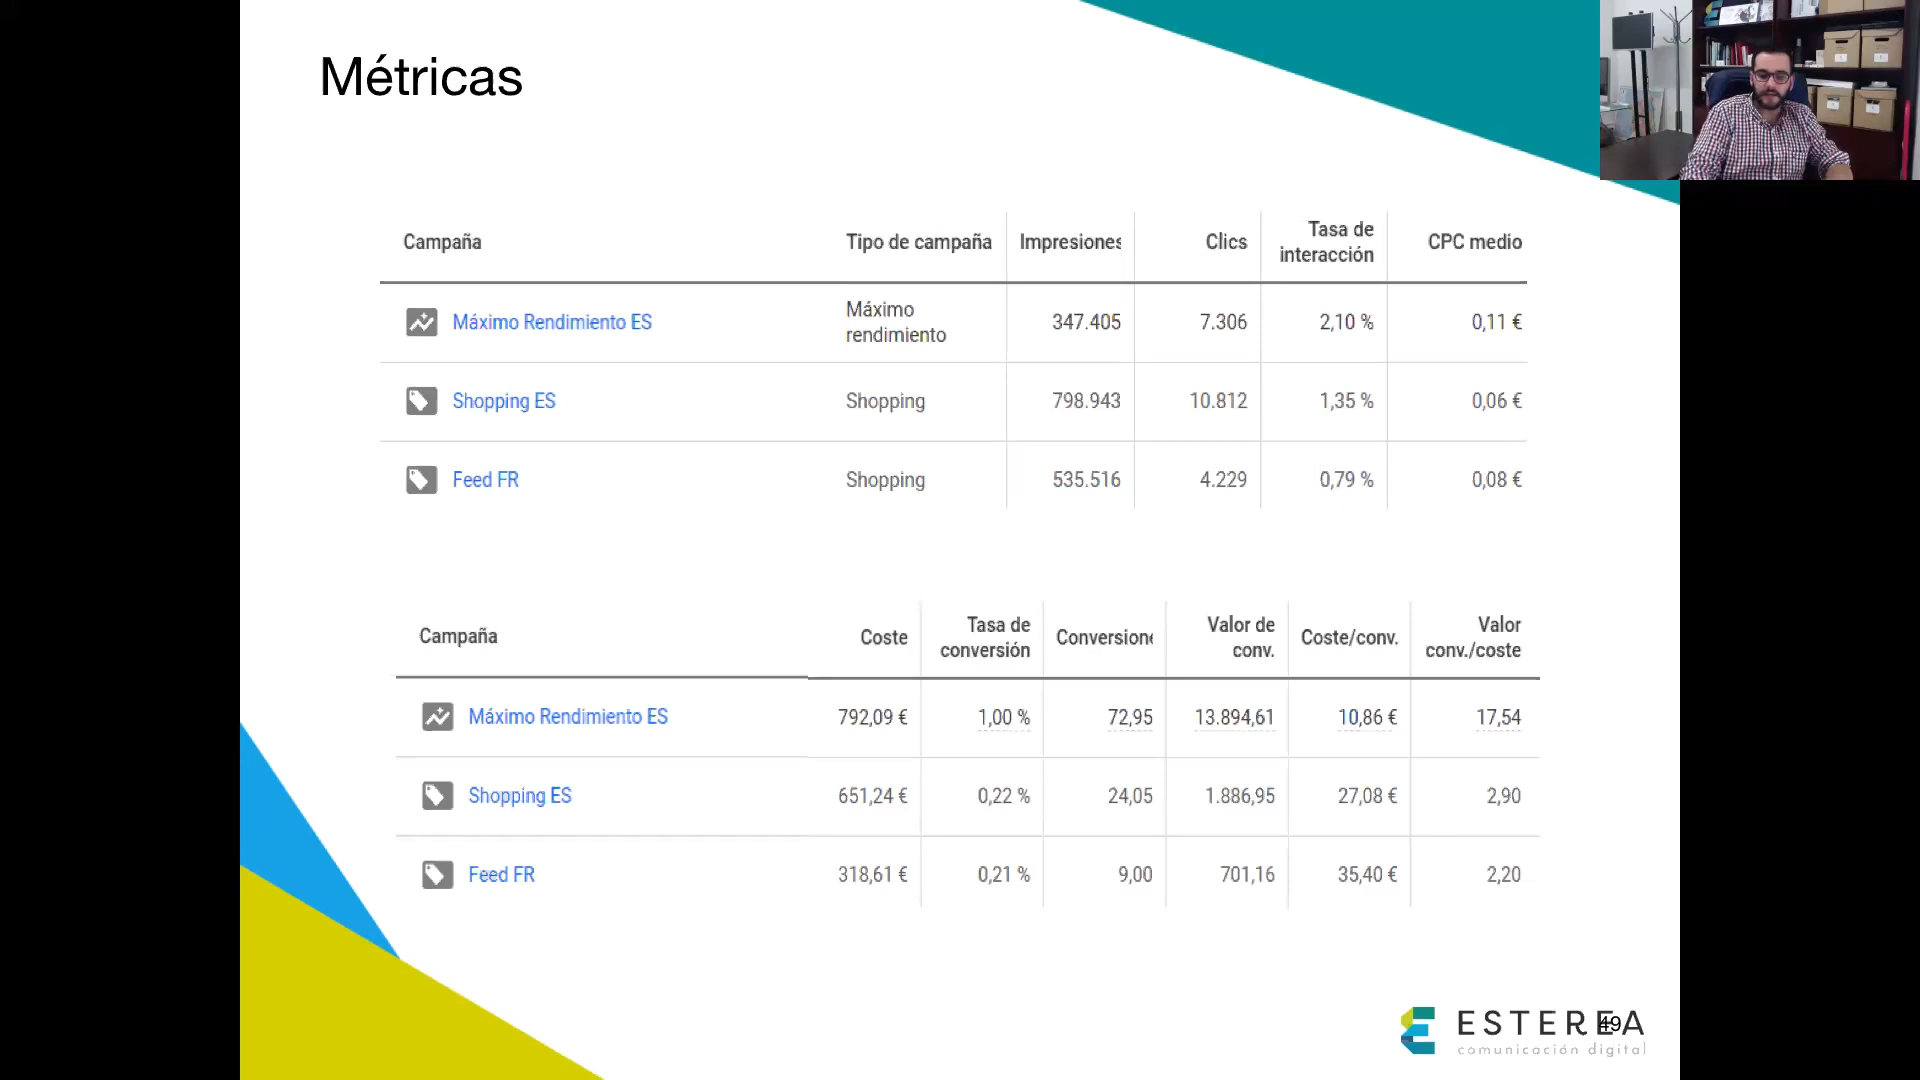 Métricas
Campaña Tipo de campaña Impresiones Clics Tasa de interacción CPC medio
Máximo Rendimiento ES Máximo rendimiento 347.405 7.306 2,10 % 0,11 €
Shopping ES Shopping 798.943 10.812 1,35 % 0,06 €
Feed FR Shopping 535.516 4.229 0,79 % 0,08 €
Campaña Coste Tasa de conversión Conversione Valor de conv. Coste/conv. Valor conv./coste
Máximo Rendimiento ES 792,09 € 1,00 % 72,95 13.894,61 10,86 € 17,54
Shopping ES 651,24 € 0,22 % 24,05 1.886,95 27,08 € 2,90
Feed FR 318,61 € 0,21 % 9,00 701,16 35,40 € 2,20
ESTEREA
49
comunicación digital